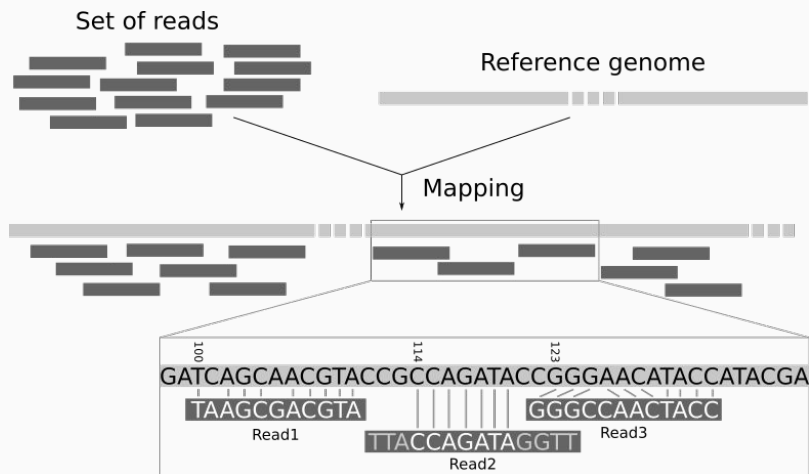 Set of reads
Reference genome
Mapping
100 114 123
GATCAGCAACGTACCGCCAGATACCGGGAACATACCATACGA
TAAGCGACGTA
GGGCCAACTACC
Read1
Read3
TTACCAGATAGGTT
Read2